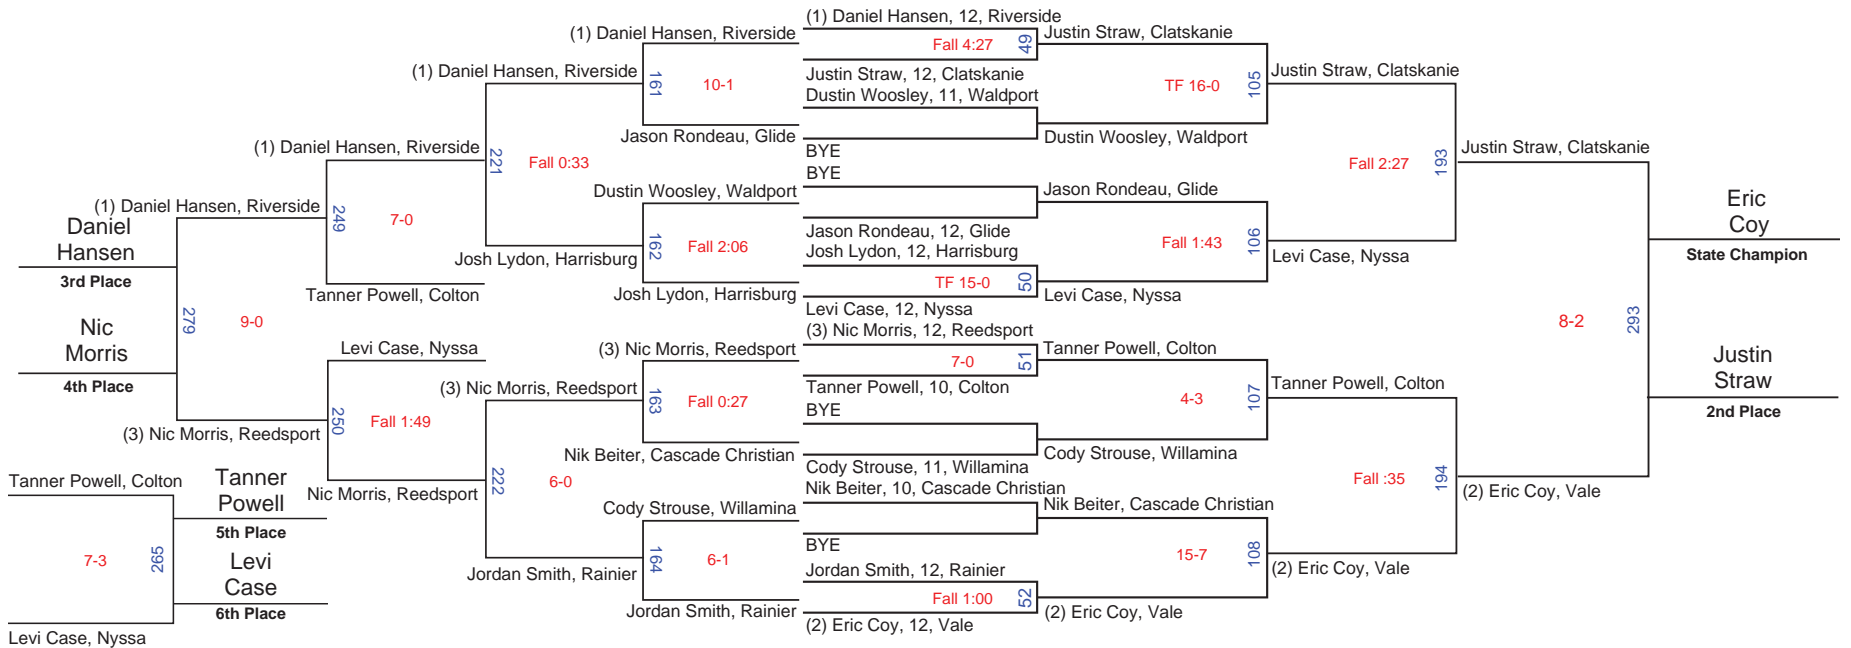 (1) Daniel Hansen, 12, Riverside
Fall 4:27
49
Justin Straw, 12, Clatskanie
Dustin Woosley, 11, Waldport
BYE
BYE
Jason Rondeau, 12, Glide
Josh Lydon, 12, Harrisburg
TF 15-0
50
Levi Case, 12, Nyssa
(3) Nic Morris, 12, Reedsport
7-0
51
Tanner Powell, 10, Colton
BYE
Cody Strouse, 11, Willamina
Nik Beiter, 10, Cascade Christian
BYE
Jordan Smith, 12, Rainier
Fall 1:00
52
(2) Eric Coy, 12, Vale
Justin Straw, Clatskanie
TF 16-0
105
Dustin Woosley, Waldport
Jason Rondeau, Glide
Fall 1:43
106
Levi Case, Nyssa
Tanner Powell, Colton
4-3
107
Cody Strouse, Willamina
Nik Beiter, Cascade Christian
15-7
108
(2) Eric Coy, Vale
Justin Straw, Clatskanie
Fall 2:27
193
Levi Case, Nyssa
Tanner Powell, Colton
Fall :35
194
(2) Eric Coy, Vale
Justin Straw, Clatskanie
8-2
293
(2) Eric Coy, Vale
Eric
Coy
State Champion
Justin
Straw
2nd Place
(1) Daniel Hansen, Riverside
161
10-1
Jason Rondeau, Glide
Dustin Woosley, Waldport
162
Fall 2:06
Josh Lydon, Harrisburg
(3) Nic Morris, Reedsport
163
Fall 0:27
Nik Beiter, Cascade Christian
Cody Strouse, Willamina
164
6-1
Jordan Smith, Rainier
(1) Daniel Hansen, Riverside
221
Fall 0:33
Josh Lydon, Harrisburg
(3) Nic Morris, Reedsport
222
6-0
Jordan Smith, Rainier
(1) Daniel Hansen, Riverside
249
7-0
Tanner Powell, Colton
Levi Case, Nyssa
250
Fall 1:49
Nic Morris, Reedsport
(1) Daniel Hansen, Riverside
279
9-0
(3) Nic Morris, Reedsport
Daniel
Hansen
3rd Place
Nic
Morris
4th Place
Tanner Powell, Colton
7-3
265
Levi Case, Nyssa
Tanner
Powell
5th Place
Levi
Case
6th Place